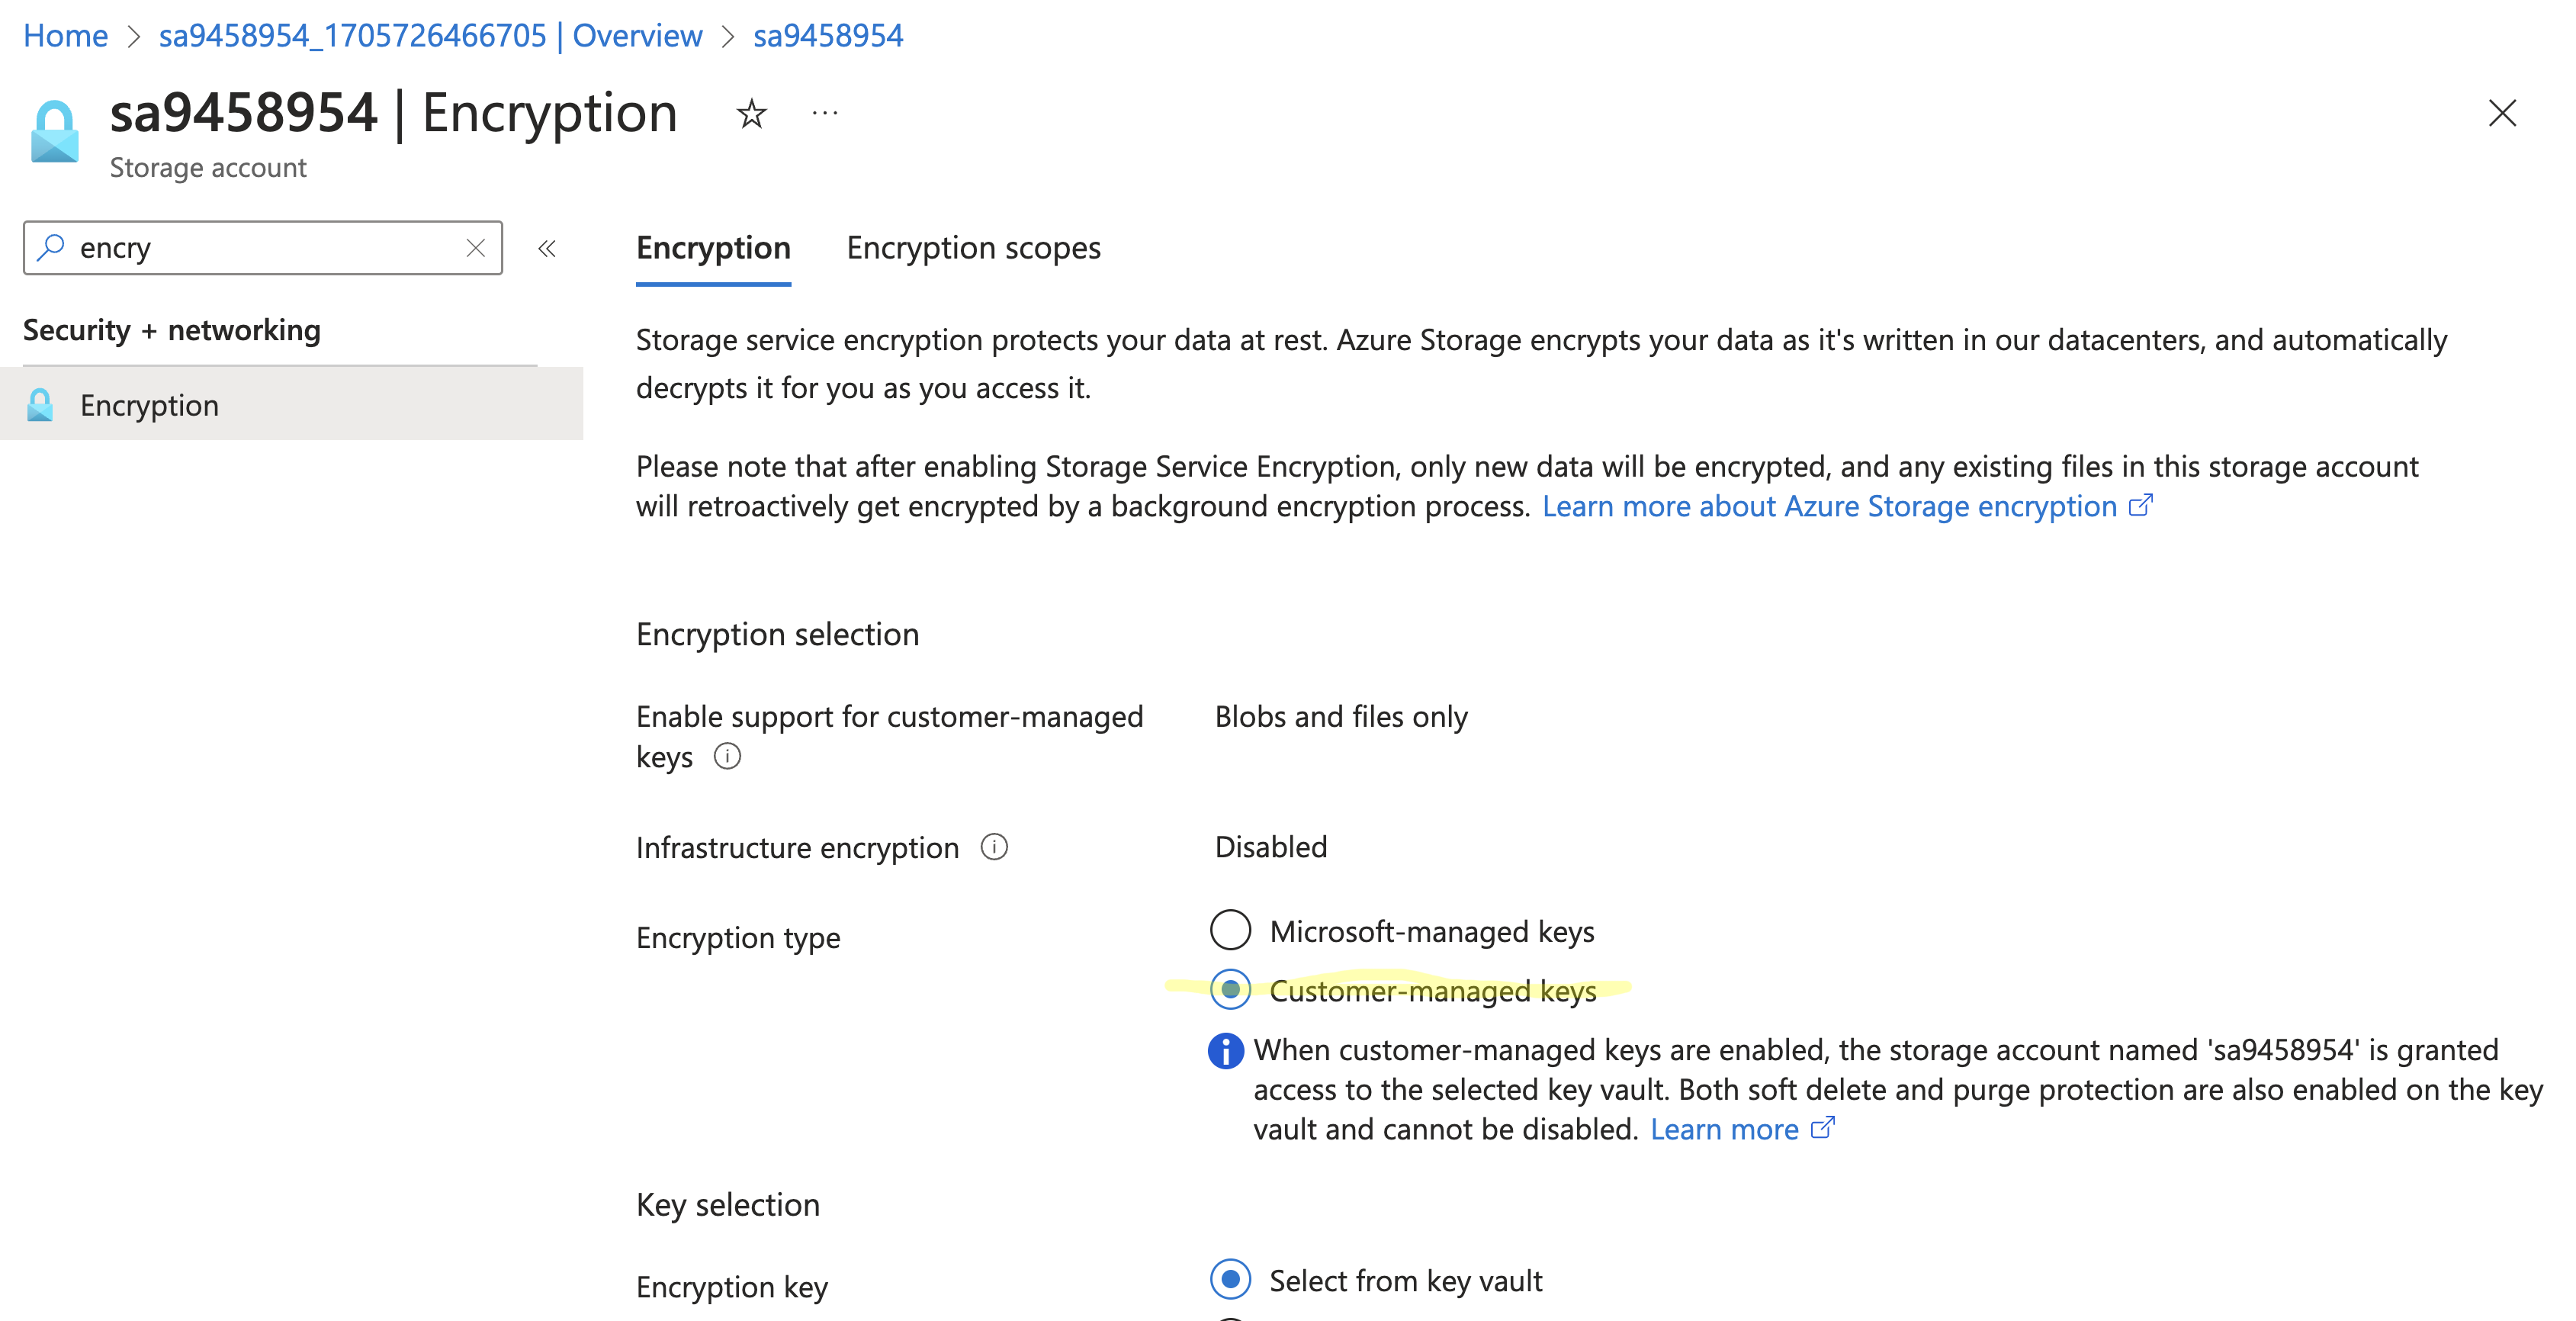 Home > sa9458954_1705726466705 | Overview > sa9458954
sa9458954 | Encryption ☆ ...
Storage account
encry
Security + networking
Encryption
Encryption Encryption scopes
Storage service encryption protects your data at rest. Azure Storage encrypts your data as it's written in our datacenters, and automatically
decrypts it for you as you access it.
Please note that after enabling Storage Service Encryption, only new data will be encrypted, and any existing files in this storage account
will retroactively get encrypted by a background encryption process. Learn more about Azure Storage encryption
Encryption selection
Enable support for customer-managed
keys
Blobs and files only
Infrastructure encryption Disabled
Encryption type
Microsoft-managed keys
Customer-managed keys
When customer-managed keys are enabled, the storage account named 'sa9458954' is granted
access to the selected key vault. Both soft delete and purge protection are also enabled on the key
vault and cannot be disabled. Learn more
Key selection
Encryption key
Select from key vault